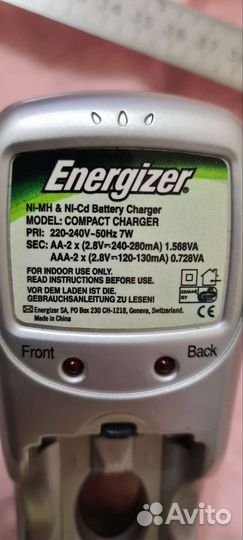 Energizer
Ni-MH & Ni-Cd Battery Charger
MODEL: COMPACT CHARGER
PRI: 220-240V~50Hz 7W
SEC: AA-2 x (2.8V⎓240-280mA) 1.568VA
AAA-2 x (2.8V⎓120-130mA) 0.728VA
FOR INDOOR USE ONLY.
READ INSTRUCTIONS BEFORE USE.
VOR DEM LADEN IST DIE
GEBRAUCHSANLEITUNG ZU LESEN!
Energizer SA, PO Box 230 CH-1218, Geneva, Switzerland.
Made in China
GS
CE
Front Back
Avito